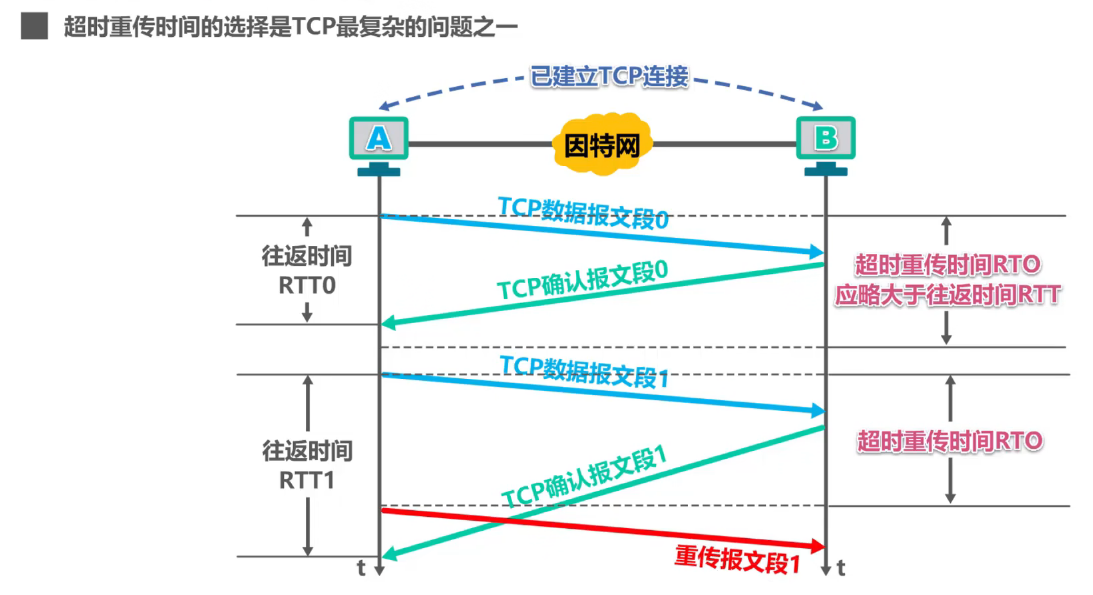 超时重传时间的选择是TCP最复杂的问题之一
已建立TCP连接
A
因特网
B
TCP数据报文段0
往返时间
RTT0
TCP确认报文段0
超时重传时间RTO
应略大于往返时间RTT
TCP数据报文段1
往返时间
RTT1
超时重传时间RTO
TCP确认报文段1
重传报文段1
t
t